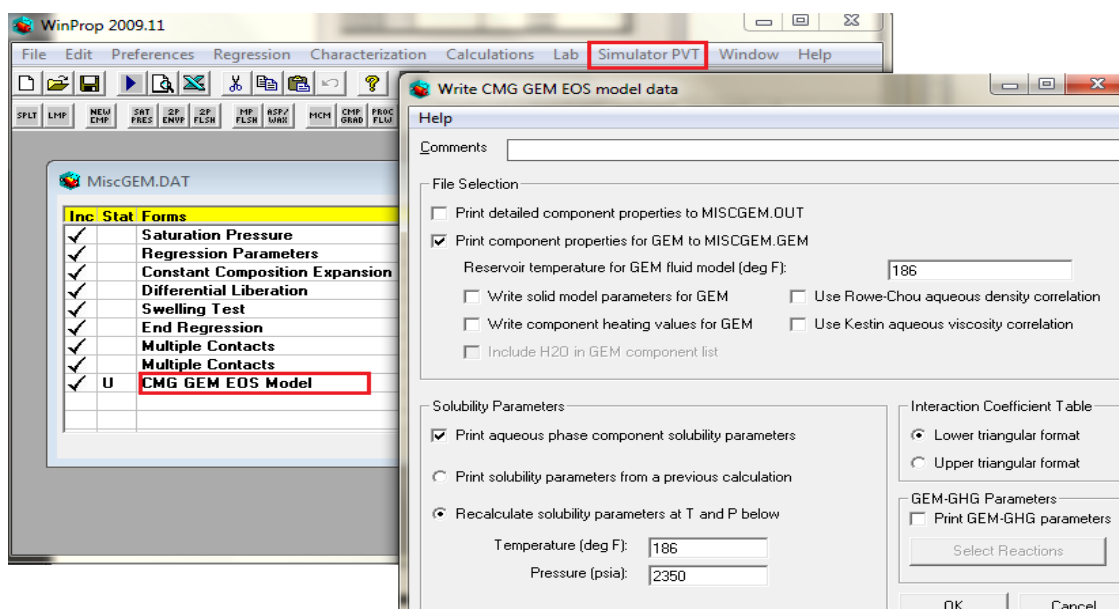 WinProp 2009.11
File Edit Preferences Regression Characterization Calculations Lab Simulator PVT Window Help
SPLT LMP NEW CMP SAT PRES 2P ENVP 2P FLSH MP FLSH ASP/ WAX MCM CMP GRAD PROC FLW
MiscGEM.DAT
Inc Stat Forms
Saturation Pressure
Regression Parameters
Constant Composition Expansion
Differential Liberation
Swelling Test
End Regression
Multiple Contacts
Multiple Contacts
U CMG GEM EOS Model
Write CMG GEM EOS model data
Help
Comments
File Selection
Print detailed component properties to MISCGEM.OUT
Print component properties for GEM to MISCGEM.GEM
Reservoir temperature for GEM fluid model (deg F): 186
Write solid model parameters for GEM Use Rowe-Chou aqueous density correlation
Write component heating values for GEM Use Kestin aqueous viscosity correlation
Include H2O in GEM component list
Solubility Parameters
Print aqueous phase component solubility parameters
Print solubility parameters from a previous calculation
Recalculate solubility parameters at T and P below
Temperature (deg F): 186
Pressure (psia): 2350
Interaction Coefficient Table
Lower triangular format
Upper triangular format
GEM-GHG Parameters
Print GEM-GHG parameters
Select Reactions
OK Cancel